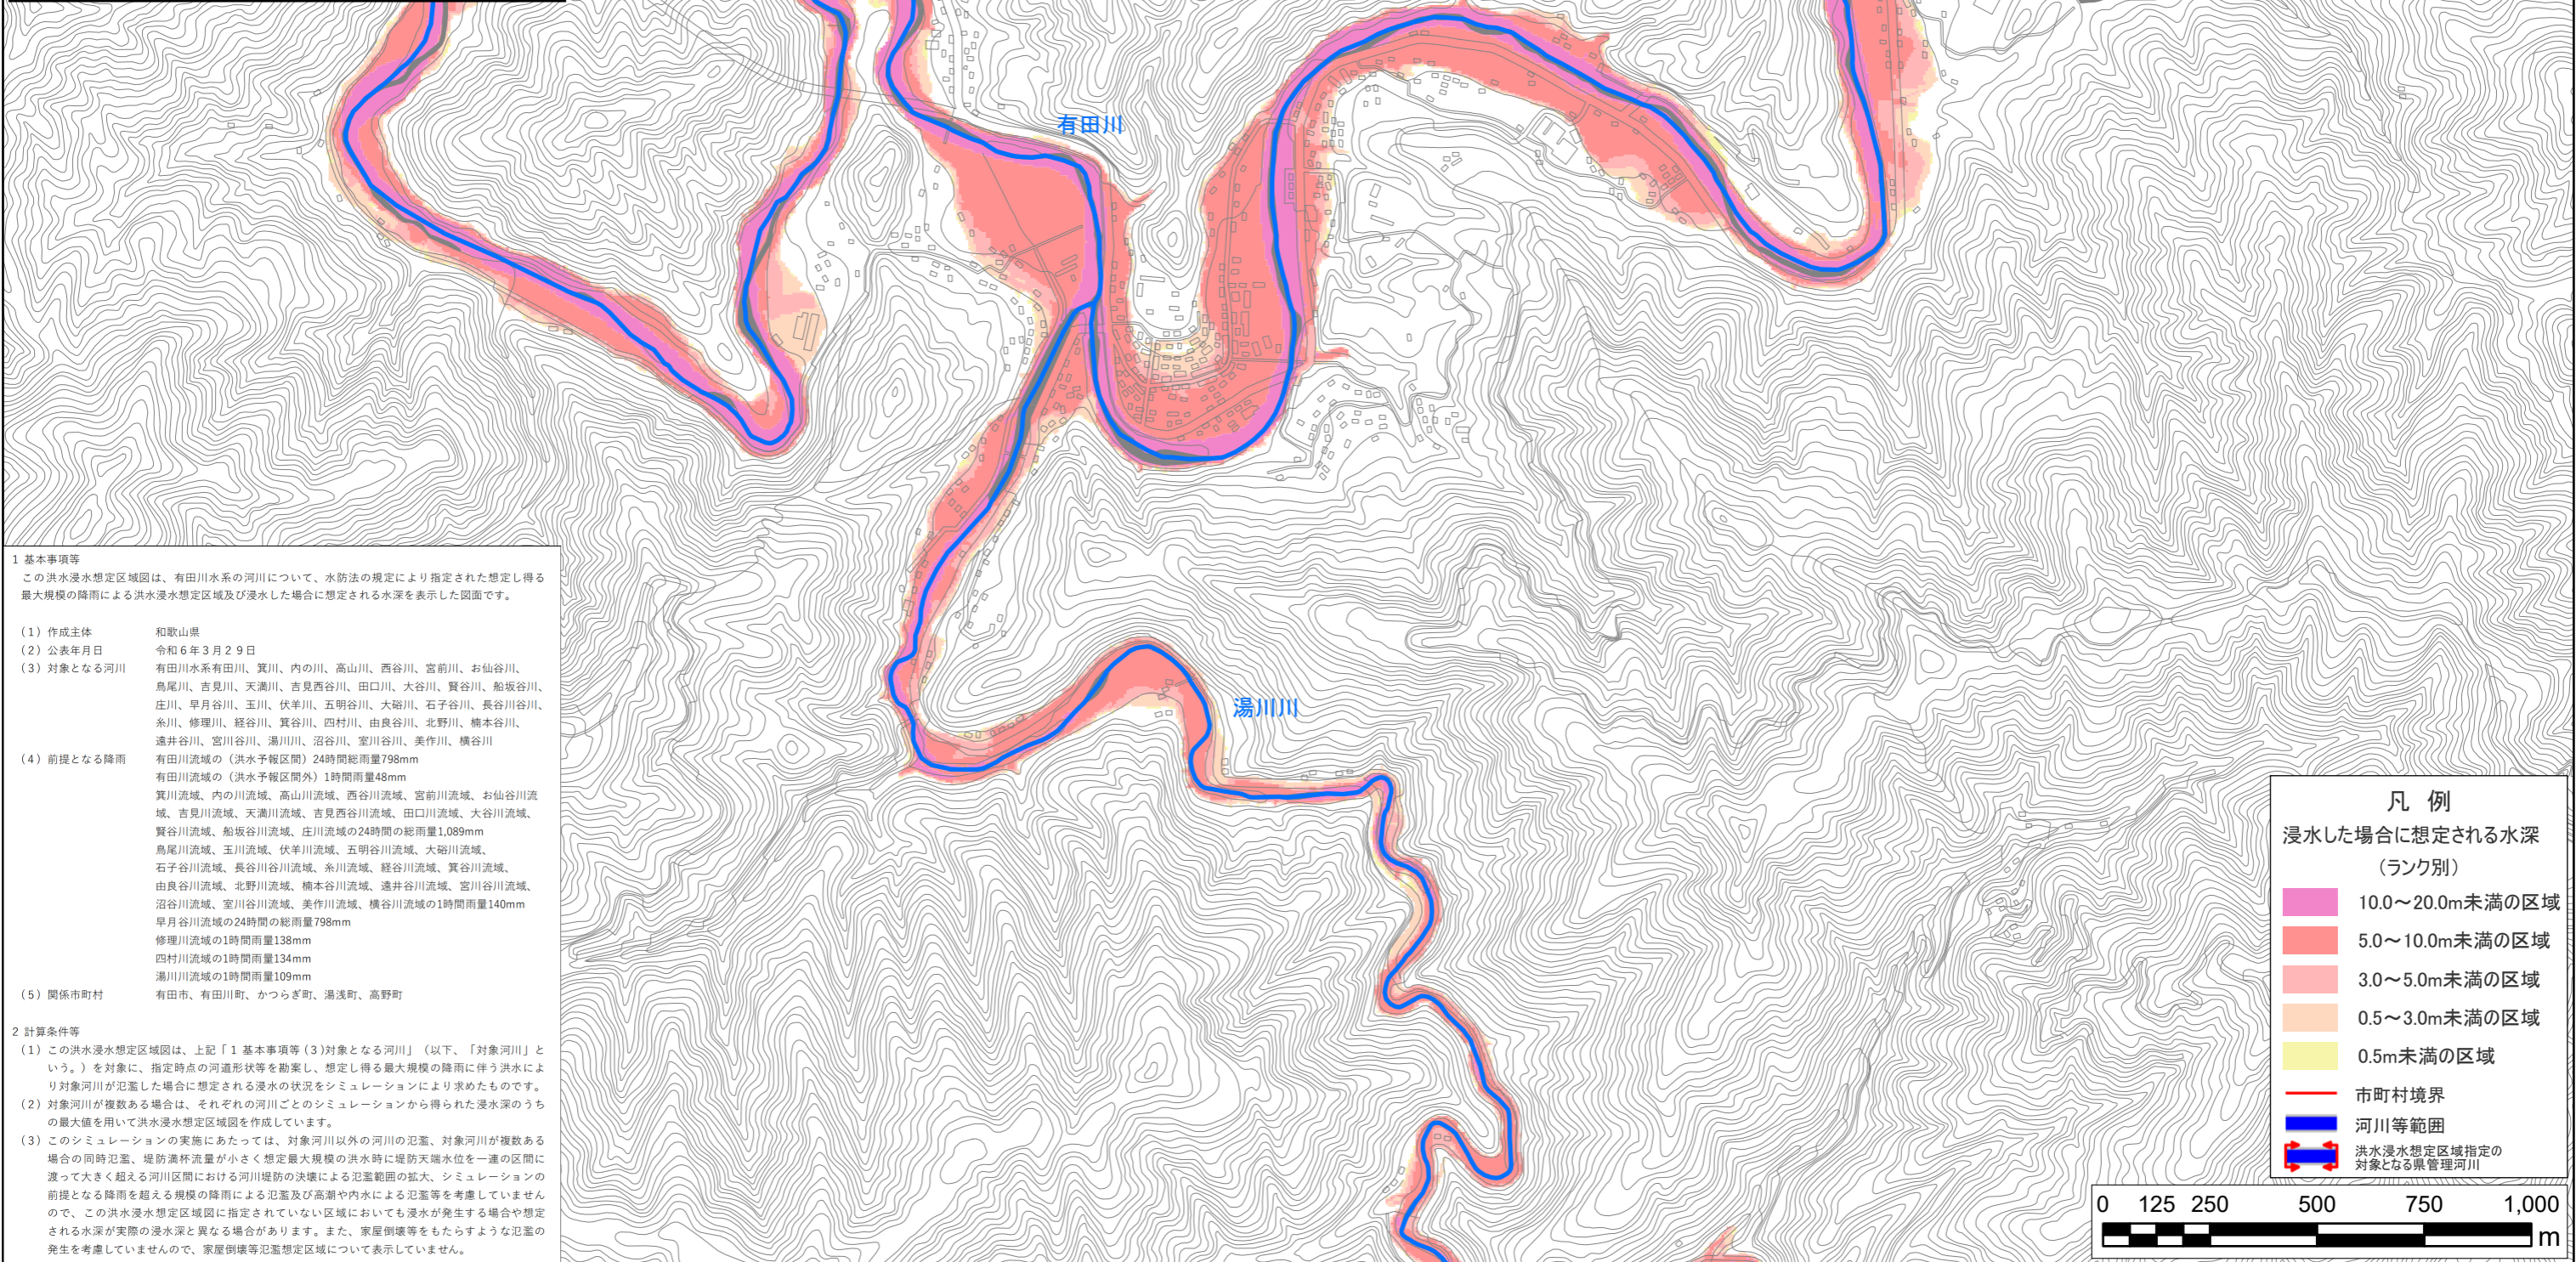 有田川
湯川川
1 基本事項等
この洪水浸水想定区域図は、有田川水系の河川について、水防法の規定により指定された想定し得る
最大規模の降雨による洪水浸水想定区域及び浸水した場合に想定される水深を表示した図面です。
(1) 作成主体 和歌山県
(2) 公表年月日 令和6年3月29日
(3) 対象となる河川 有田川水系有田川、箕川、内の川、高山川、西谷川、宮前川、お仙谷川、
鳥尾川、吉見川、天満川、吉見西谷川、田口川、大谷川、賢谷川、船坂谷川、
庄川、早月谷川、玉川、伏羊川、五明谷川、大硲川、石子谷川、長谷川谷川、
糸川、修理川、経谷川、箕谷川、四村川、由良谷川、北野川、楠本谷川、
遠井谷川、宮川谷川、湯川川、沼谷川、室川谷川、美作川、横谷川
(4) 前提となる降雨 有田川流域の(洪水予報区間)24時間総雨量798mm
有田川流域の(洪水予報区間外)1時間雨量48mm
箕川流域、内の川流域、高山川流域、西谷川流域、宮前川流域、お仙谷川流
域、吉見川流域、天満川流域、吉見西谷川流域、田口川流域、大谷川流域、
賢谷川流域、船坂谷川流域、庄川流域の24時間の総雨量1,089mm
鳥尾川流域、玉川流域、伏羊川流域、五明谷川流域、大硲川流域、
石子谷川流域、長谷川谷川流域、糸川流域、経谷川流域、箕谷川流域、
由良谷川流域、北野川流域、楠本谷川流域、遠井谷川流域、宮川谷川流域、
沼谷川流域、室川谷川流域、美作川流域、横谷川流域の1時間雨量140mm
早月谷川流域の24時間の総雨量798mm
修理川流域の1時間雨量138mm
四村川流域の1時間雨量134mm
湯川川流域の1時間雨量109mm
(5) 関係市町村 有田市、有田川町、かつらぎ町、湯浅町、高野町
2 計算条件等
(1) この洪水浸水想定区域図は、上記「1 基本事項等(3)対象となる河川」(以下、「対象河川」と
いう。)を対象に、指定時点の河道形状等を勘案し、想定し得る最大規模の降雨に伴う洪水によ
り対象河川が氾濫した場合に想定される浸水の状況をシミュレーションにより求めたものです。
(2) 対象河川が複数ある場合は、それぞれの河川ごとのシミュレーションから得られた浸水深のうち
の最大値を用いて洪水浸水想定区域図を作成しています。
(3) このシミュレーションの実施にあたっては、対象河川以外の河川の氾濫、対象河川が複数ある
場合の同時氾濫、堤防満杯流量が小さく想定最大規模の洪水時に堤防天端水位を一連の区間に
渡って大きく超える河川区間における河川堤防の決壊による氾濫範囲の拡大、シミュレーションの
前提となる降雨を超える規模の降雨による氾濫及び高潮や内水による氾濫等を考慮していません
ので、この洪水浸水想定区域図に指定されていない区域においても浸水が発生する場合や想定
される水深が実際の浸水深と異なる場合があります。また、家屋倒壊等をもたらすような氾濫の
発生を考慮していませんので、家屋倒壊等氾濫想定区域について表示していません。
凡 例
浸水した場合に想定される水深
(ランク別)
10.0～20.0m未満の区域
5.0～10.0m未満の区域
3.0～5.0m未満の区域
0.5～3.0m未満の区域
0.5m未満の区域
市町村境界
河川等範囲
洪水浸水想定区域指定の
対象となる県管理河川
0 125 250 500 750 1,000
m